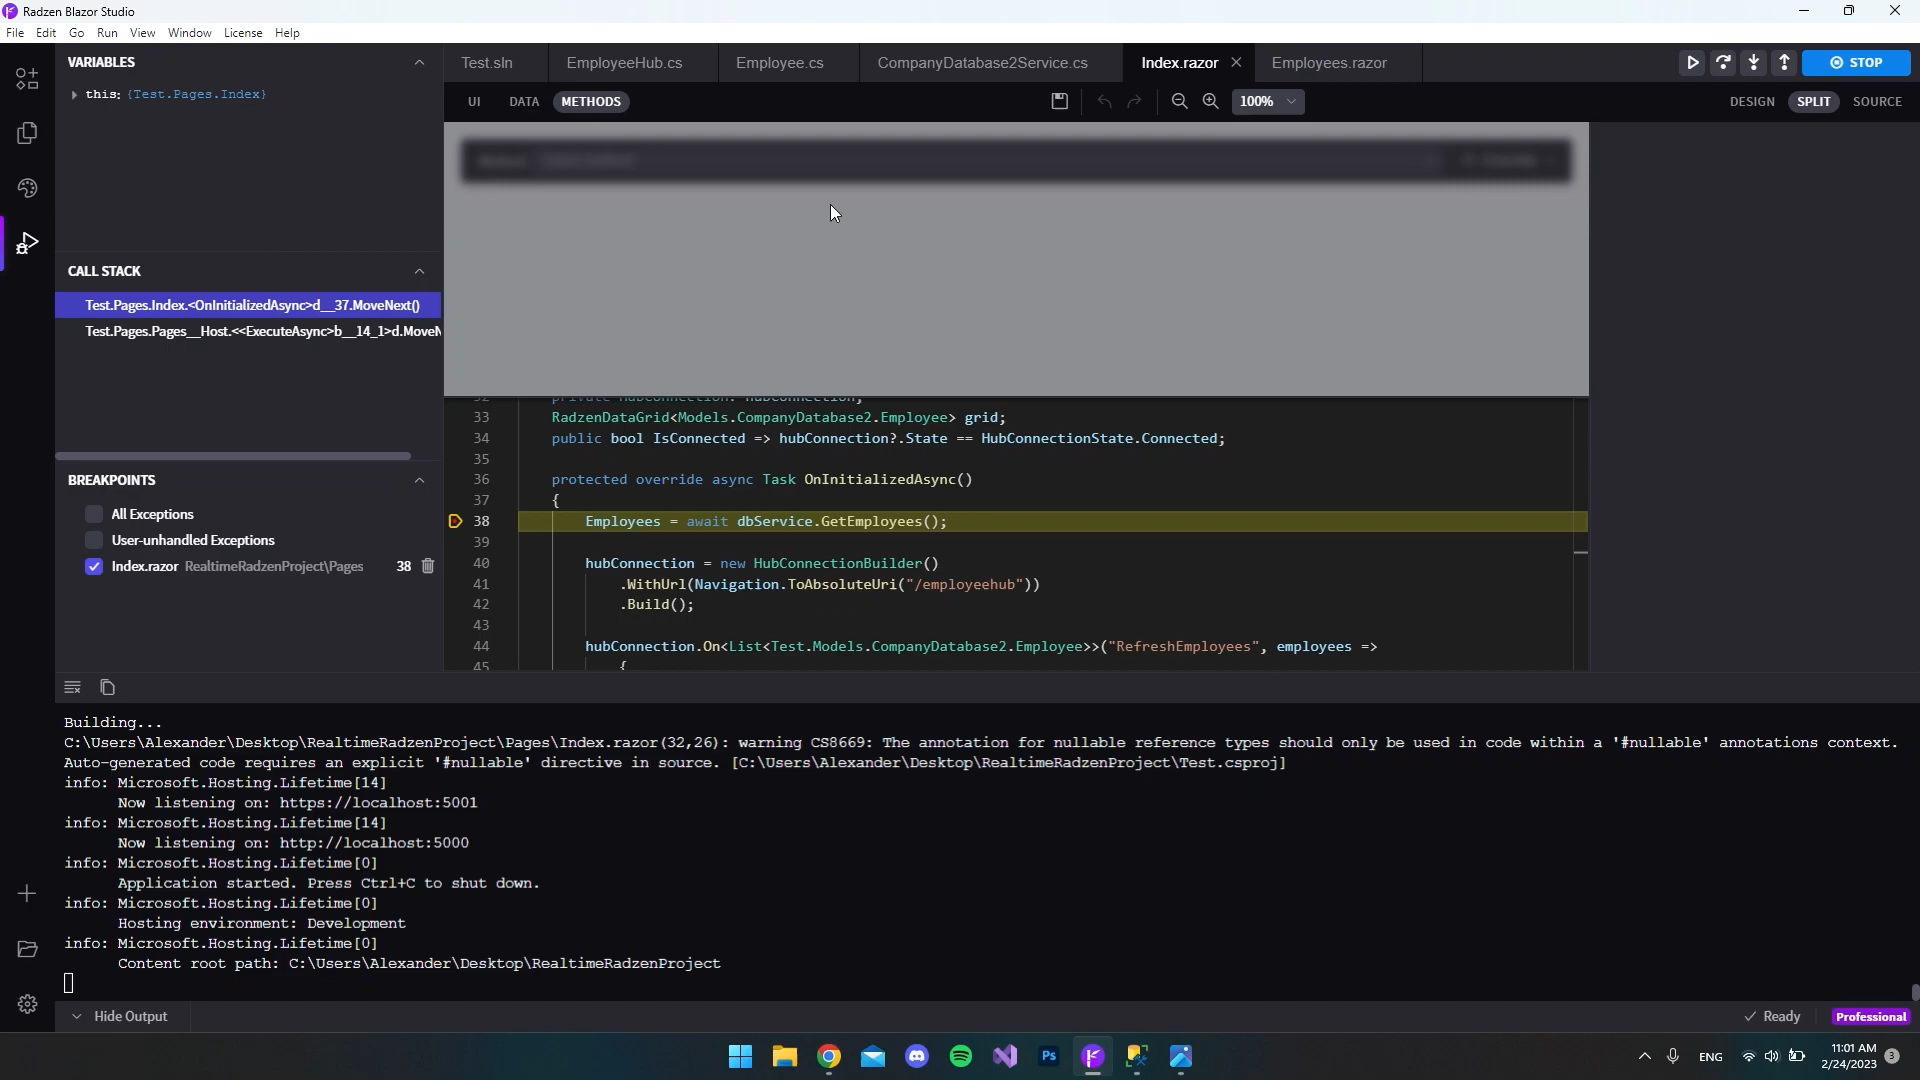 Radzen Blazor Studio
File Edit Go Run View Window License Help
VARIABLES
this: {Test.Pages.Index}
CALL STACK
Test.Pages.Index.<OnInitializedAsync>d__37.MoveNext()
Test.Pages.Pages__Host.<<ExecuteAsync>b__14_1>d.MoveN
BREAKPOINTS
All Exceptions
User-unhandled Exceptions
Index.razor RealtimeRadzenProject\Pages 38
Test.sln EmployeeHub.cs Employee.cs CompanyDatabase2Service.cs Index.razor Employees.razor
STOP
UI DATA METHODS 100% DESIGN SPLIT SOURCE
32 private HubConnection? hubConnection;
33 RadzenDataGrid<Models.CompanyDatabase2.Employee> grid;
34 public bool IsConnected => hubConnection?.State == HubConnectionState.Connected;
35
36 protected override async Task OnInitializedAsync()
37 {
38 Employees = await dbService.GetEmployees();
39
40 hubConnection = new HubConnectionBuilder()
41 .WithUrl(Navigation.ToAbsoluteUri("/employeehub"))
42 .Build();
43
44 hubConnection.On<List<Test.Models.CompanyDatabase2.Employee>>("RefreshEmployees", employees =>
45 {
Building...
C:\Users\Alexander\Desktop\RealtimeRadzenProject\Pages\Index.razor(32,26): warning CS8669: The annotation for nullable reference types should only be used in code within a '#nullable' annotations context.
Auto-generated code requires an explicit '#nullable' directive in source. [C:\Users\Alexander\Desktop\RealtimeRadzenProject\Test.csproj]
info: Microsoft.Hosting.Lifetime[14]
Now listening on: https://localhost:5001
info: Microsoft.Hosting.Lifetime[14]
Now listening on: http://localhost:5000
info: Microsoft.Hosting.Lifetime[0]
Application started. Press Ctrl+C to shut down.
info: Microsoft.Hosting.Lifetime[0]
Hosting environment: Development
info: Microsoft.Hosting.Lifetime[0]
Content root path: C:\Users\Alexander\Desktop\RealtimeRadzenProject
Hide Output
Ready Professional
Ps
ENG
11:01 AM
2/24/2023
3